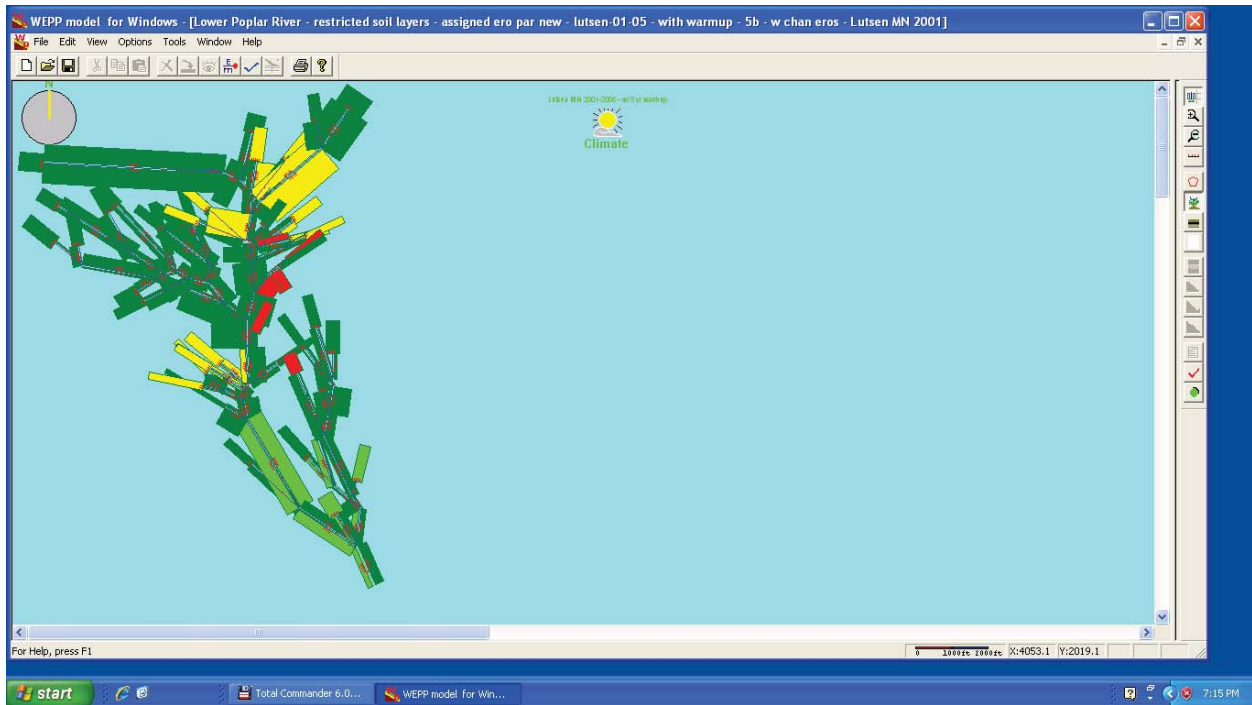 WEPP model for Windows - [Lower Poplar River - restricted soil layers - assigned ero par new - lutsen-01-05 - with warmup - 5b - w chan eros - Lutsen MN 2001]
File Edit View Options Tools Window Help
N
Climate
For Help, press F1
0 1000ft 2000ft X:4053.1 Y:2019.1
start Total Commander 6.0... WEPP model for Win... 7:15 PM